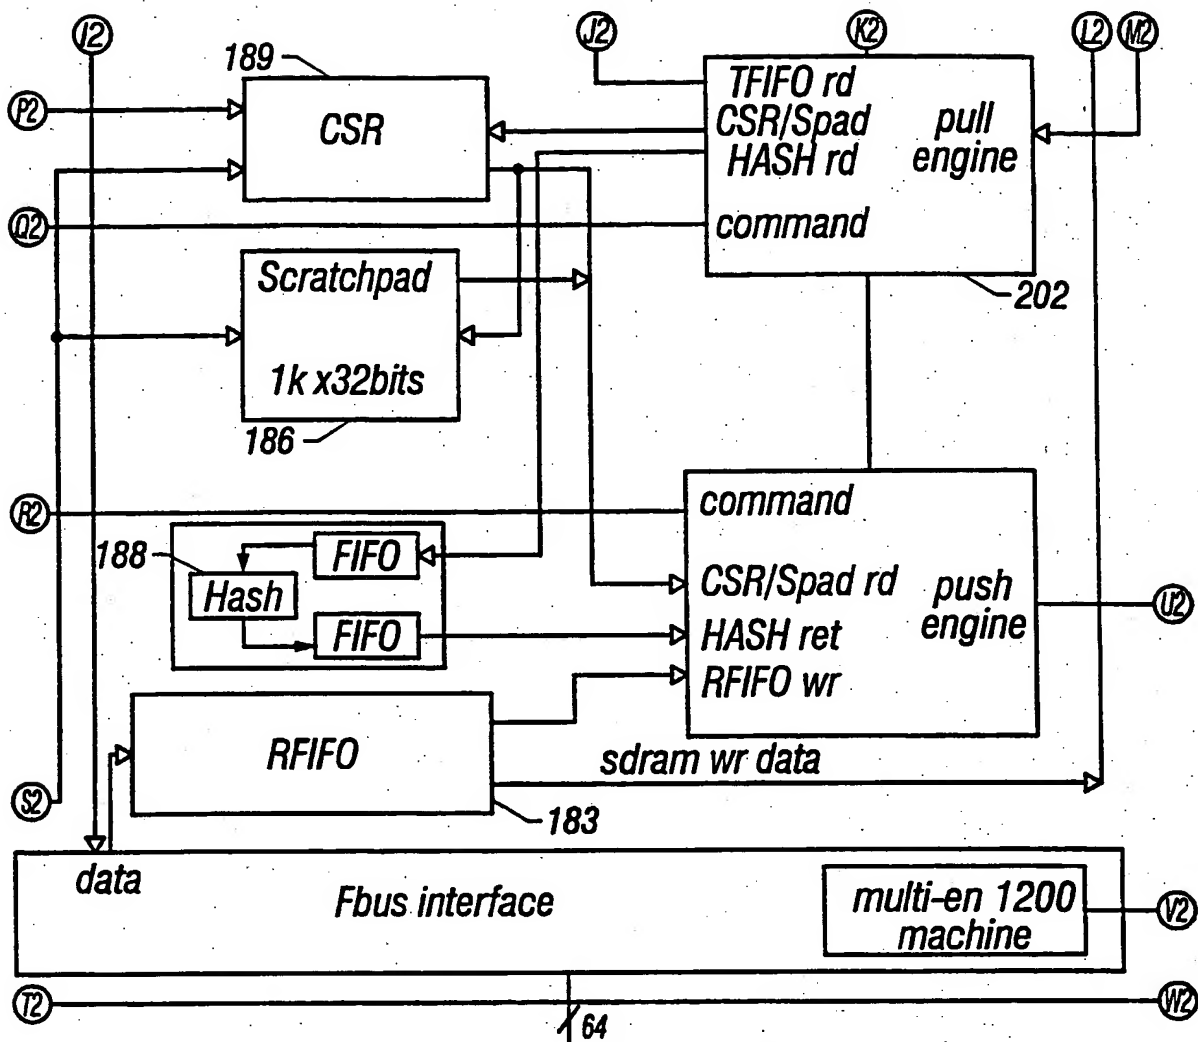 I2
J2
K2
L2
M2
189
P2
CSR
TFIFO rd
CSR/Spad
HASH rd
pull
engine
Q2
command
Scratchpad
1k x32bits
202
186
R2
command
188
FIFO
Hash
FIFO
CSR/Spad rd
HASH ret
RFIFO wr
push
engine
U2
RFIFO
sdram wr data
S2
183
data
Fbus interface
multi-en 1200
machine
V2
T2
W2
64